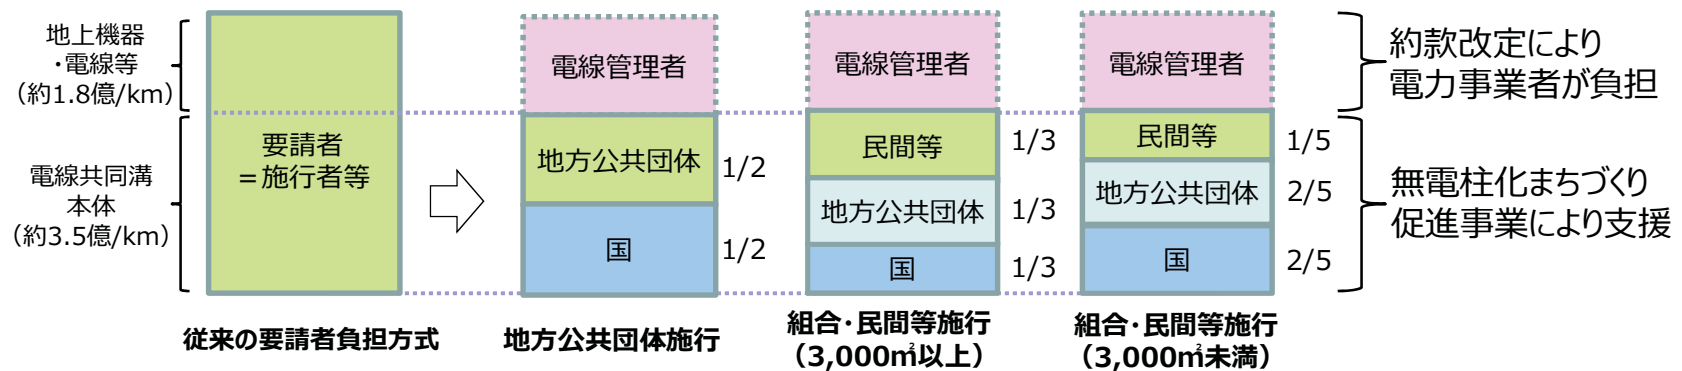 地上機器
・電線等
（約1.8億/km）
電線共同溝
本体
（約3.5億/km）
要請者
＝施行者等
従来の要請者負担方式
電線管理者
地方公共団体
1/2
国
1/2
地方公共団体施行
電線管理者
民間等
1/3
地方公共団体
1/3
国
1/3
組合・民間等施行
（3,000㎡以上）
電線管理者
民間等
1/5
地方公共団体
2/5
国
2/5
組合・民間等施行
（3,000㎡未満）
約款改定により
電力事業者が負担
無電柱化まちづくり
促進事業により支援